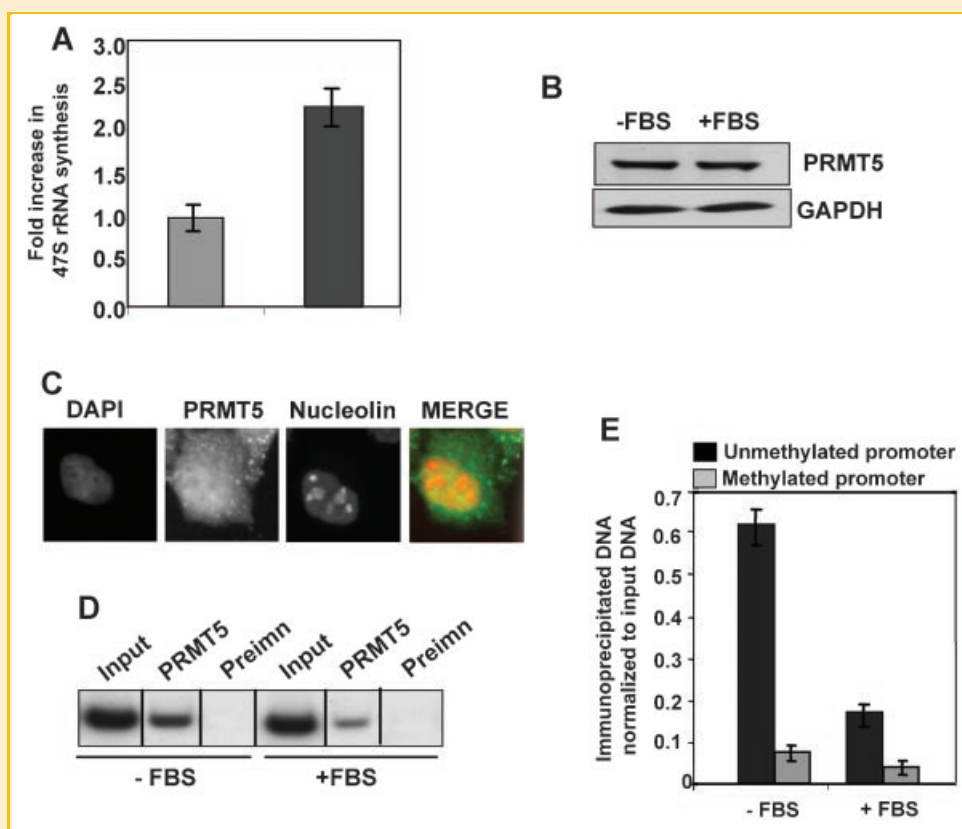 A
Fold increase in
47S rRNA synthesis
3.0
2.5
2.0
1.5
1.0
0.5
0.0
B
-FBS +FBS
PRMT5
GAPDH
C
DAPI PRMT5 Nucleolin MERGE
D
Input PRMT5 Preimn Input PRMT5 Preimn
- FBS +FBS
E
Unmethylated promoter
Methylated promoter
Immunoprecipitated DNA
normalized to input DNA
0.7
0.6
0.5
0.4
0.3
0.2
0.1
0
- FBS + FBS